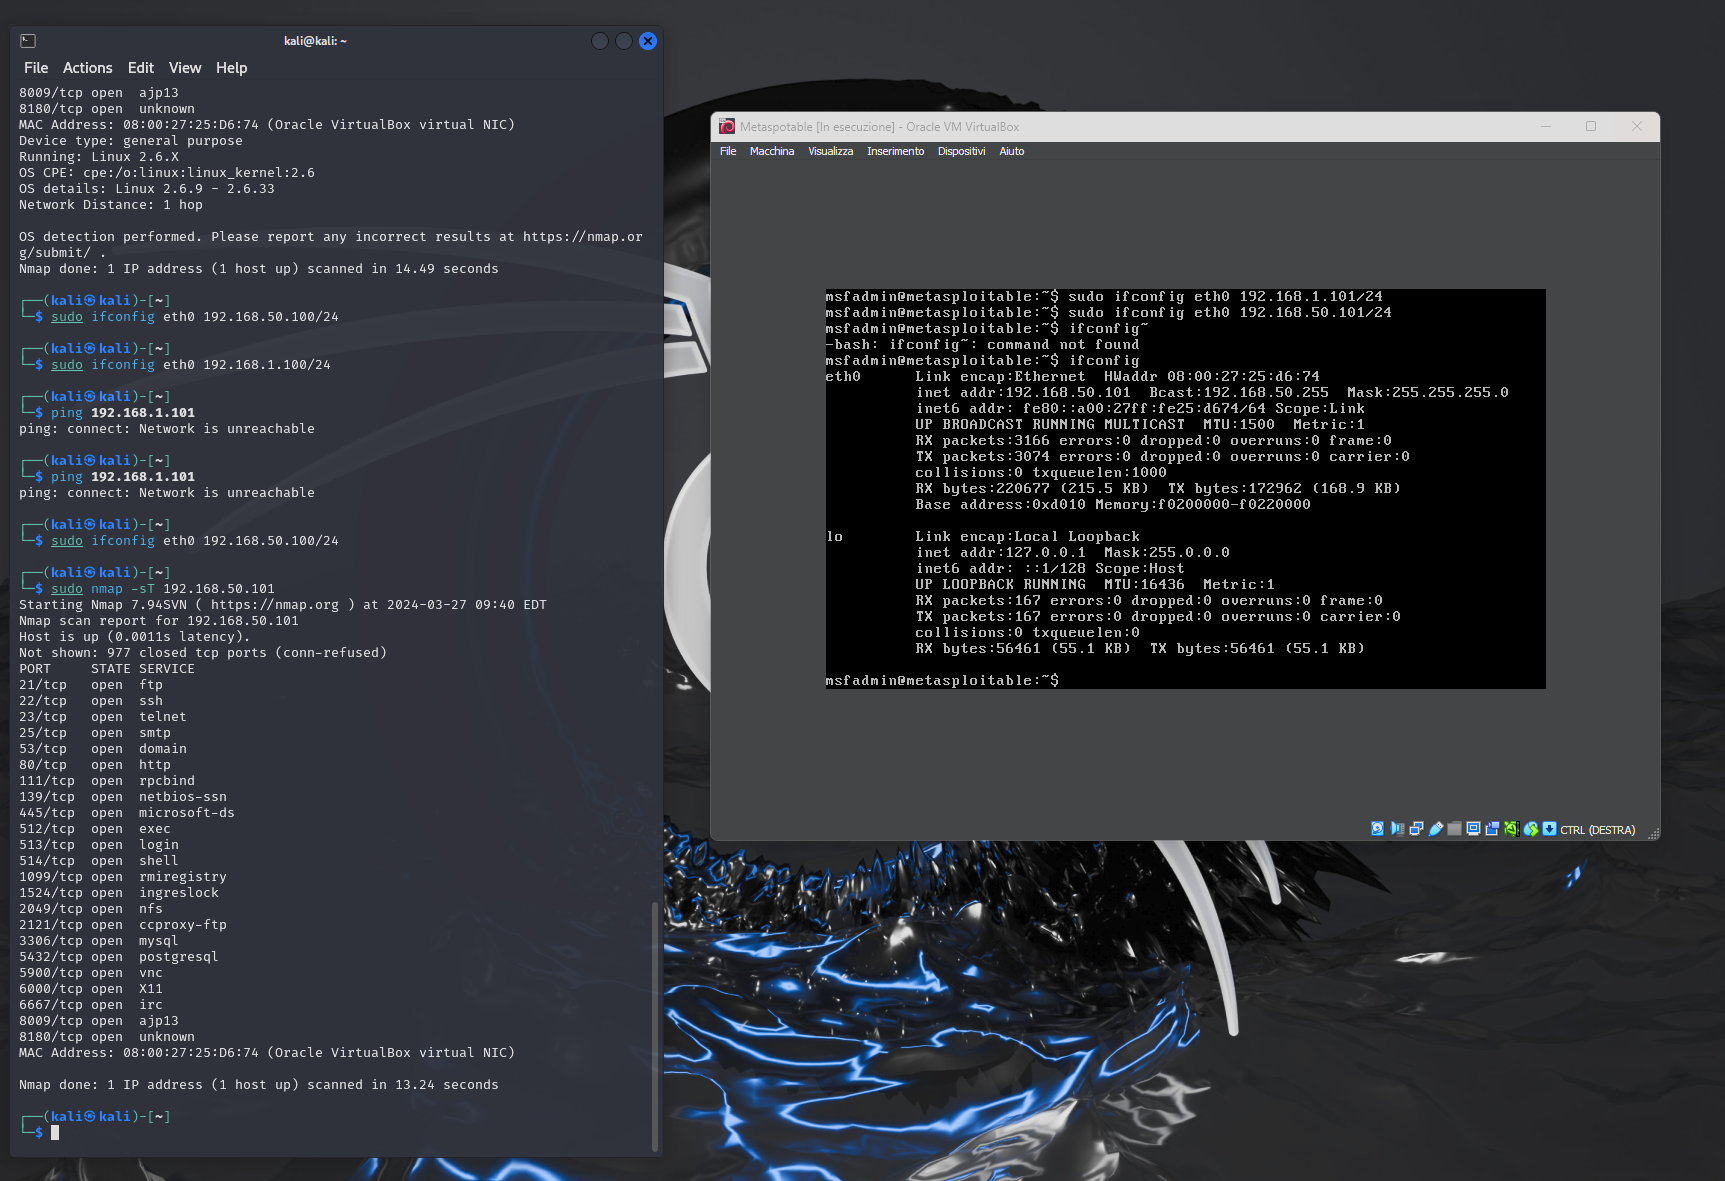 kali@kali: ~
File Actions Edit View Help
8009/tcp open  ajp13
8180/tcp open  unknown
MAC Address: 08:00:27:25:D6:74 (Oracle VirtualBox virtual NIC)
Device type: general purpose
Running: Linux 2.6.X
OS CPE: cpe:/o:linux:linux_kernel:2.6
OS details: Linux 2.6.9 - 2.6.33
Network Distance: 1 hop
OS detection performed. Please report any incorrect results at https://nmap.or
g/submit/ .
Nmap done: 1 IP address (1 host up) scanned in 14.49 seconds
┌──(kali㉿kali)-[~]
└─$ sudo ifconfig eth0 192.168.50.100/24
┌──(kali㉿kali)-[~]
└─$ sudo ifconfig eth0 192.168.1.100/24
┌──(kali㉿kali)-[~]
└─$ ping 192.168.1.101
ping: connect: Network is unreachable
┌──(kali㉿kali)-[~]
└─$ ping 192.168.1.101
ping: connect: Network is unreachable
┌──(kali㉿kali)-[~]
└─$ sudo ifconfig eth0 192.168.50.100/24
┌──(kali㉿kali)-[~]
└─$ sudo nmap -sT 192.168.50.101
Starting Nmap 7.94SVN ( https://nmap.org ) at 2024-03-27 09:40 EDT
Nmap scan report for 192.168.50.101
Host is up (0.0011s latency).
Not shown: 977 closed tcp ports (conn-refused)
PORT     STATE SERVICE
21/tcp   open  ftp
22/tcp   open  ssh
23/tcp   open  telnet
25/tcp   open  smtp
53/tcp   open  domain
80/tcp   open  http
111/tcp  open  rpcbind
139/tcp  open  netbios-ssn
445/tcp  open  microsoft-ds
512/tcp  open  exec
513/tcp  open  login
514/tcp  open  shell
1099/tcp open  rmiregistry
1524/tcp open  ingreslock
2049/tcp open  nfs
2121/tcp open  ccproxy-ftp
3306/tcp open  mysql
5432/tcp open  postgresql
5900/tcp open  vnc
6000/tcp open  X11
6667/tcp open  irc
8009/tcp open  ajp13
8180/tcp open  unknown
MAC Address: 08:00:27:25:D6:74 (Oracle VirtualBox virtual NIC)
Nmap done: 1 IP address (1 host up) scanned in 13.24 seconds
┌──(kali㉿kali)-[~]
└─$
Metaspotable [In esecuzione] - Oracle VM VirtualBox
File Macchina Visualizza Inserimento Dispositivi Aiuto
msfadmin@metasploitable:~$ sudo ifconfig eth0 192.168.1.101/24
msfadmin@metasploitable:~$ sudo ifconfig eth0 192.168.50.101/24
msfadmin@metasploitable:~$ ifconfig~
-bash: ifconfig~: command not found
msfadmin@metasploitable:~$ ifconfig
eth0      Link encap:Ethernet  HWaddr 08:00:27:25:d6:74
inet addr:192.168.50.101  Bcast:192.168.50.255  Mask:255.255.255.0
inet6 addr: fe80::a00:27ff:fe25:d674/64 Scope:Link
UP BROADCAST RUNNING MULTICAST  MTU:1500  Metric:1
RX packets:3166 errors:0 dropped:0 overruns:0 frame:0
TX packets:3074 errors:0 dropped:0 overruns:0 carrier:0
collisions:0 txqueuelen:1000
RX bytes:220677 (215.5 KB)  TX bytes:172962 (168.9 KB)
Base address:0xd010 Memory:f0200000-f0220000
lo        Link encap:Local Loopback
inet addr:127.0.0.1  Mask:255.0.0.0
inet6 addr: ::1/128 Scope:Host
UP LOOPBACK RUNNING  MTU:16436  Metric:1
RX packets:167 errors:0 dropped:0 overruns:0 frame:0
TX packets:167 errors:0 dropped:0 overruns:0 carrier:0
collisions:0 txqueuelen:0
RX bytes:56461 (55.1 KB)  TX bytes:56461 (55.1 KB)
msfadmin@metasploitable:~$
CTRL (DESTRA)